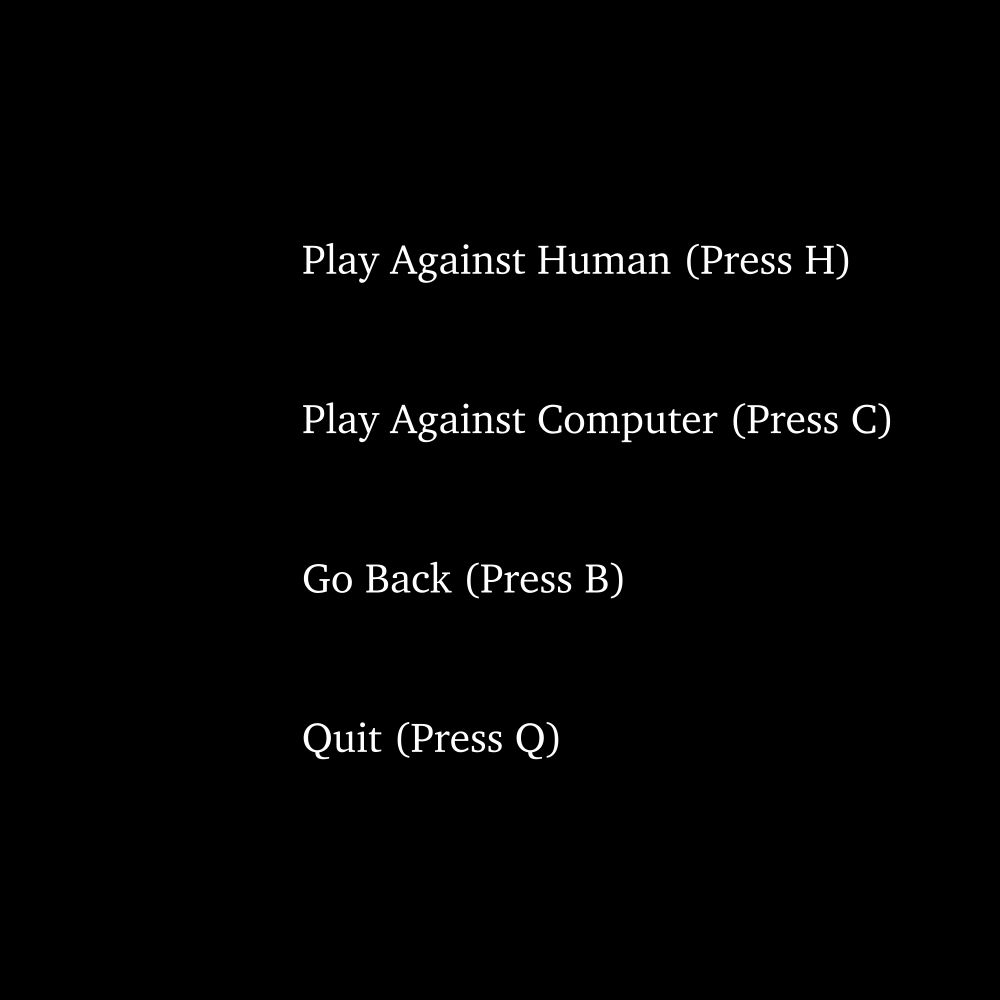 Play Against Human (Press H)
Play Against Computer (Press C)
Go Back (Press B)
Quit (Press Q)